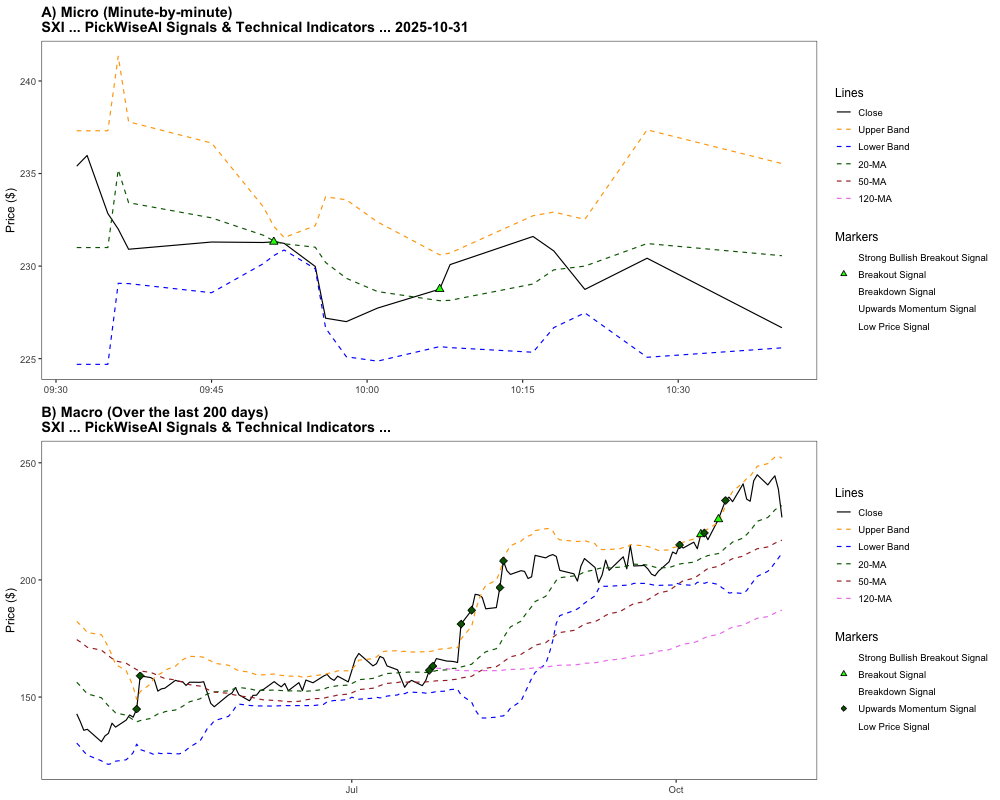 A) Micro (Minute-by-minute)
SXI ... PickWiseAI Signals & Technical Indicators ... 2025-10-31
Price ($)
240
235
230
225
09:30
09:45
10:00
10:15
10:30
Lines
Close
Upper Band
Lower Band
20-MA
50-MA
120-MA
Markers
Strong Bullish Breakout Signal
Breakout Signal
Breakdown Signal
Upwards Momentum Signal
Low Price Signal
B) Macro (Over the last 200 days)
SXI ... PickWiseAI Signals & Technical Indicators ...
Price ($)
250
200
150
Jul
Oct
Lines
Close
Upper Band
Lower Band
20-MA
50-MA
120-MA
Markers
Strong Bullish Breakout Signal
Breakout Signal
Breakdown Signal
Upwards Momentum Signal
Low Price Signal